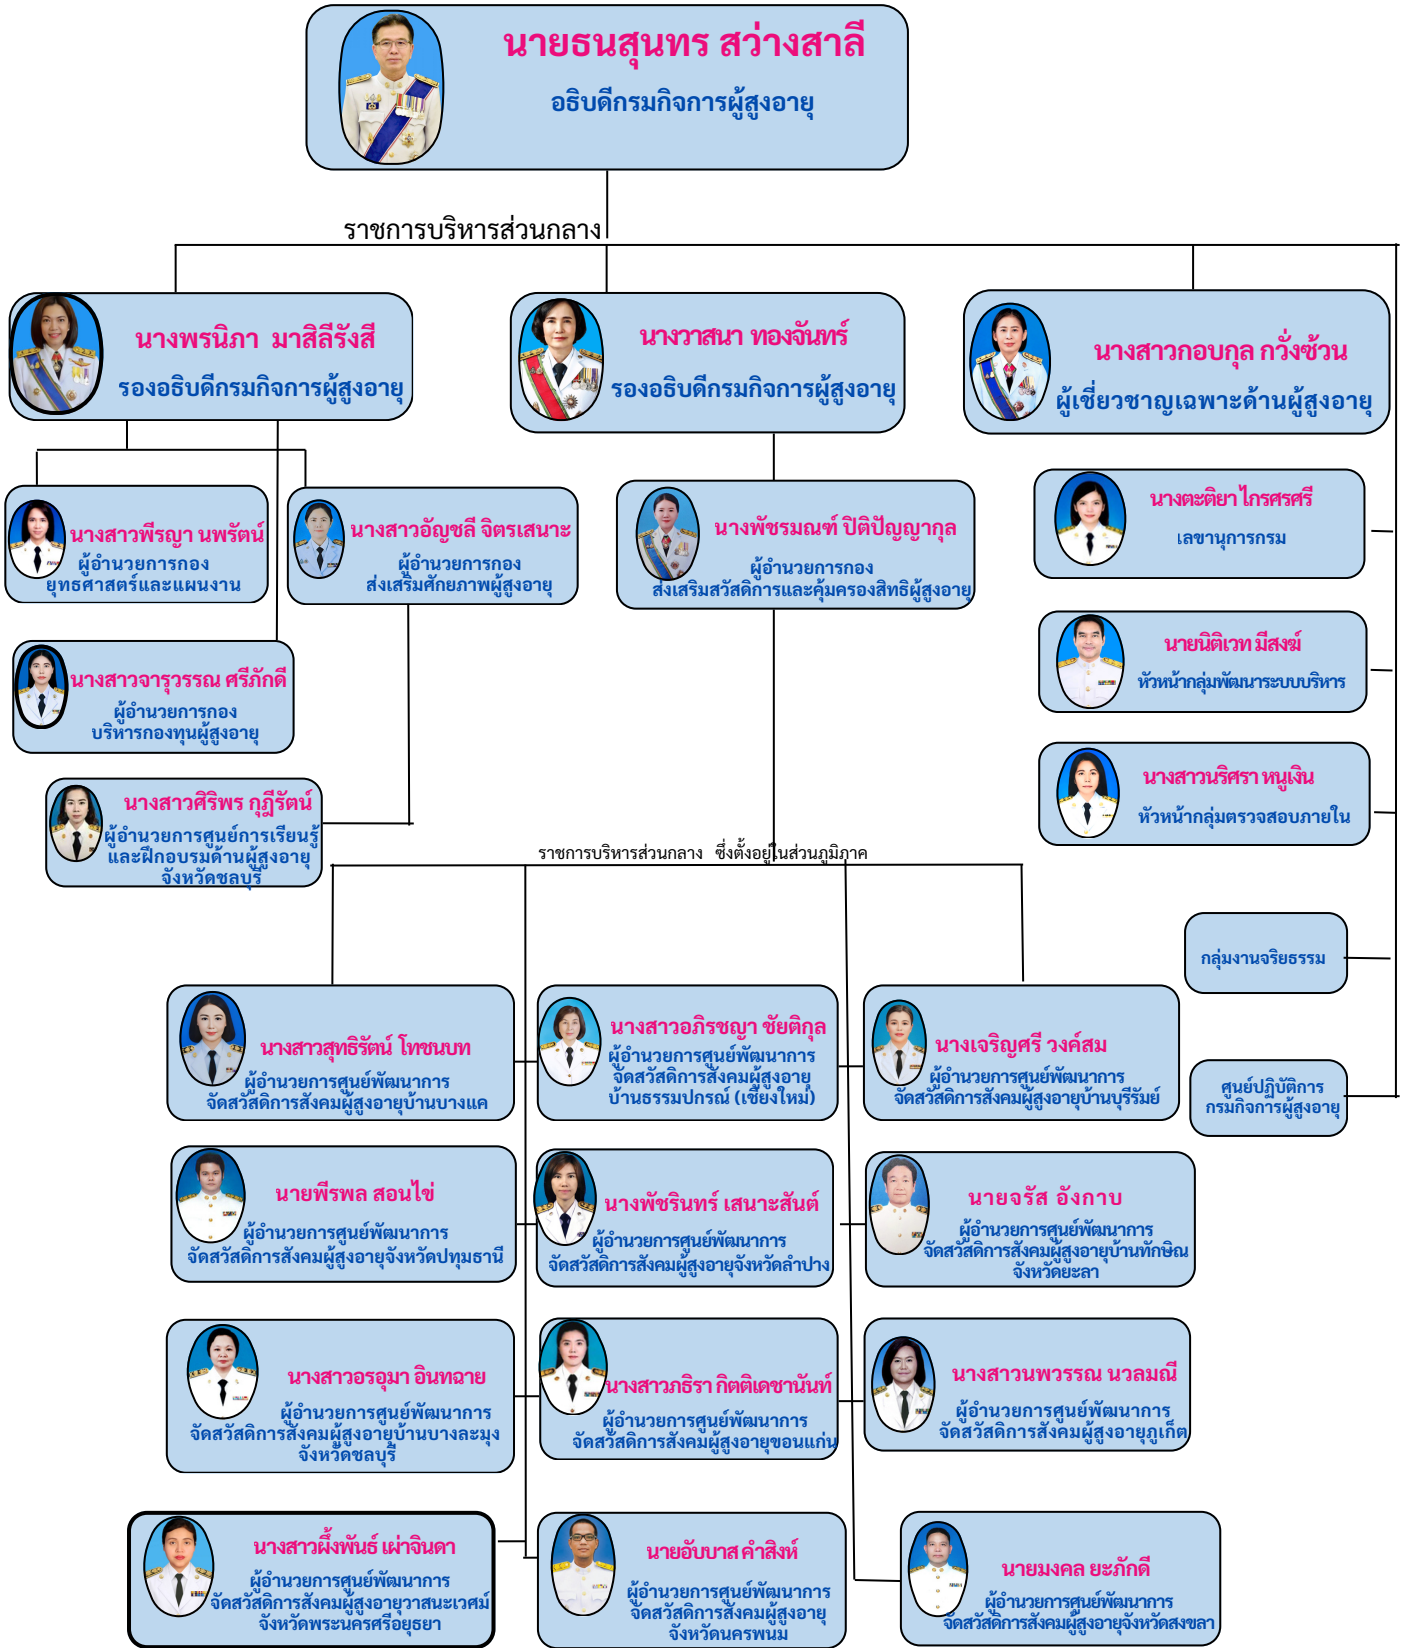 นายธนสุนทร สว่างสาลี
อธิบดีกรมกิจการผู้สูงอายุ
ราชการบริหารส่วนกลาง
นางพรนิภา มาสิลีรังสี
รองอธิบดีกรมกิจการผู้สูงอายุ
นางวาสนา ทองจันทร์
รองอธิบดีกรมกิจการผู้สูงอายุ
นางสาวกอบกุล กวั่งซ้วน
ผู้เชี่ยวชาญเฉพาะด้านผู้สูงอายุ
นางสาวพีรญา นพรัตน์
ผู้อำนวยการกอง
ยุทธศาสตร์และแผนงาน
นางสาวอัญชลี จิตรเสนาะ
ผู้อำนวยการกอง
ส่งเสริมศักยภาพผู้สูงอายุ
นางพัชรมณฑ์ ปิติปัญญากุล
ผู้อำนวยการกอง
ส่งเสริมสวัสดิการและคุ้มครองสิทธิผู้สูงอายุ
นางตะติยา ไกรศรศรี
เลขานุการกรม
นายนิติเวท มีสงฆ์
หัวหน้ากลุ่มพัฒนาระบบบริหาร
นางสาวจารุวรรณ ศรีภักดี
ผู้อำนวยการกอง
บริหารกองทุนผู้สูงอายุ
นางสาวนริศรา หนูเงิน
หัวหน้ากลุ่มตรวจสอบภายใน
นางสาวศิริพร กุฎีรัตน์
ผู้อำนวยการศูนย์การเรียนรู้
และฝึกอบรมด้านผู้สูงอายุ
จังหวัดชลบุรี
ราชการบริหารส่วนกลาง ซึ่งตั้งอยู่ในส่วนภูมิภาค
กลุ่มงานจริยธรรม
นางสาวสุทธิรัตน์ โทชนบท
ผู้อำนวยการศูนย์พัฒนาการ
จัดสวัสดิการสังคมผู้สูงอายุบ้านบางแค
นางสาวอภิรชญา ชัยติกุล
ผู้อำนวยการศูนย์พัฒนาการ
จัดสวัสดิการสังคมผู้สูงอายุ
บ้านธรรมปกรณ์ (เชียงใหม่)
นางเจริญศรี วงค์สม
ผู้อำนวยการศูนย์พัฒนาการ
จัดสวัสดิการสังคมผู้สูงอายุบ้านบุรีรัมย์
ศูนย์ปฏิบัติการ
กรมกิจการผู้สูงอายุ
นายพีรพล สอนไข่
ผู้อำนวยการศูนย์พัฒนาการ
จัดสวัสดิการสังคมผู้สูงอายุจังหวัดปทุมธานี
นางพัชรินทร์ เสนาะสันต์
ผู้อำนวยการศูนย์พัฒนาการ
จัดสวัสดิการสังคมผู้สูงอายุจังหวัดลำปาง
นายจรัส อังกาบ
ผู้อำนวยการศูนย์พัฒนาการ
จัดสวัสดิการสังคมผู้สูงอายุบ้านทักษิณ
จังหวัดยะลา
นางสาวอรอุมา อินทฉาย
ผู้อำนวยการศูนย์พัฒนาการ
จัดสวัสดิการสังคมผู้สูงอายุบ้านบางละมุง
จังหวัดชลบุรี
นางสาวภธิรา กิตติเดชานันท์
ผู้อำนวยการศูนย์พัฒนาการ
จัดสวัสดิการสังคมผู้สูงอายุขอนแก่น
นางสาวนพวรรณ นวลมณี
ผู้อำนวยการศูนย์พัฒนาการ
จัดสวัสดิการสังคมผู้สูงอายุภูเก็ต
นางสาวผึ้งพันธ์ เผ่าจินดา
ผู้อำนวยการศูนย์พัฒนาการ
จัดสวัสดิการสังคมผู้สูงอายุวาสนะเวศม์
จังหวัดพระนครศรีอยุธยา
นายอับบาส คำสิงห์
ผู้อำนวยการศูนย์พัฒนาการ
จัดสวัสดิการสังคมผู้สูงอายุ
จังหวัดนครพนม
นายมงคล ยะภักดี
ผู้อำนวยการศูนย์พัฒนาการ
จัดสวัสดิการสังคมผู้สูงอายุจังหวัดสงขลา